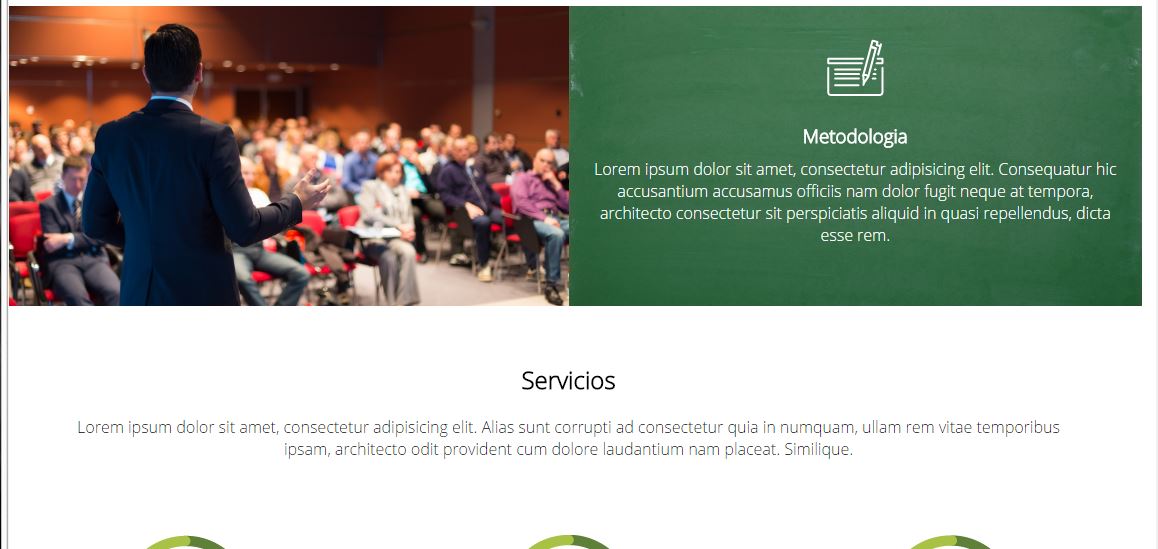 Metodologia
Lorem ipsum dolor sit amet, consectetur adipisicing elit. Consequatur hic
accusantium accusamus officiis nam dolor fugit neque at tempora,
architecto consectetur sit perspiciatis aliquid in quasi repellendus, dicta
esse rem.
Servicios
Lorem ipsum dolor sit amet, consectetur adipisicing elit. Alias sunt corrupti ad consectetur quia in numquam, ullam rem vitae temporibus
ipsam, architecto odit provident cum dolore laudantium nam placeat. Similique.